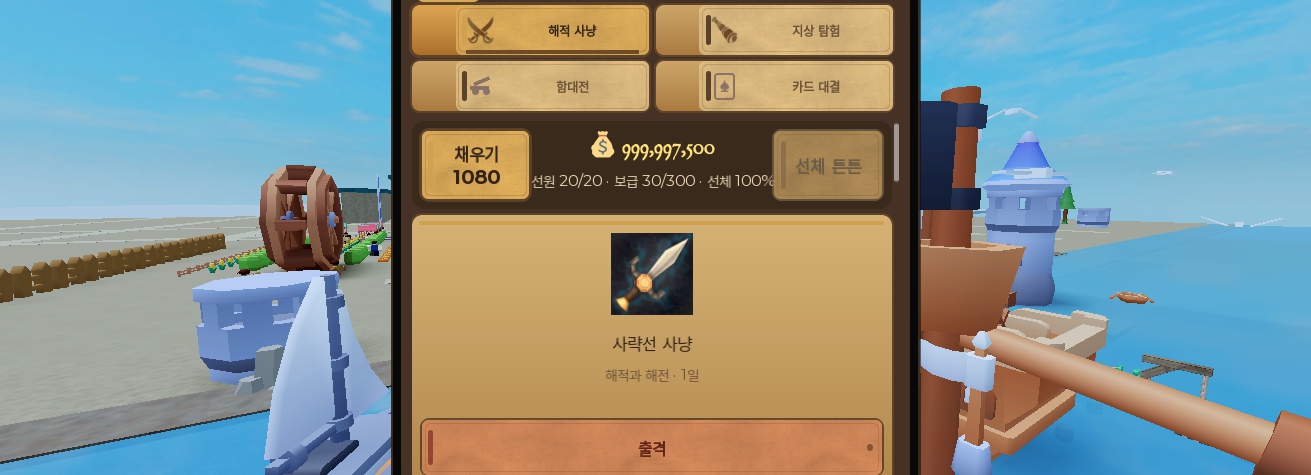 해적 사냥
지상 탐험
함대전
카드 대결
채우기
1080
999,997,500
선원 20/20 · 보급 30/300 · 선체 100%
선체 튼튼
사략선 사냥
해적과 해전 · 1일
출격